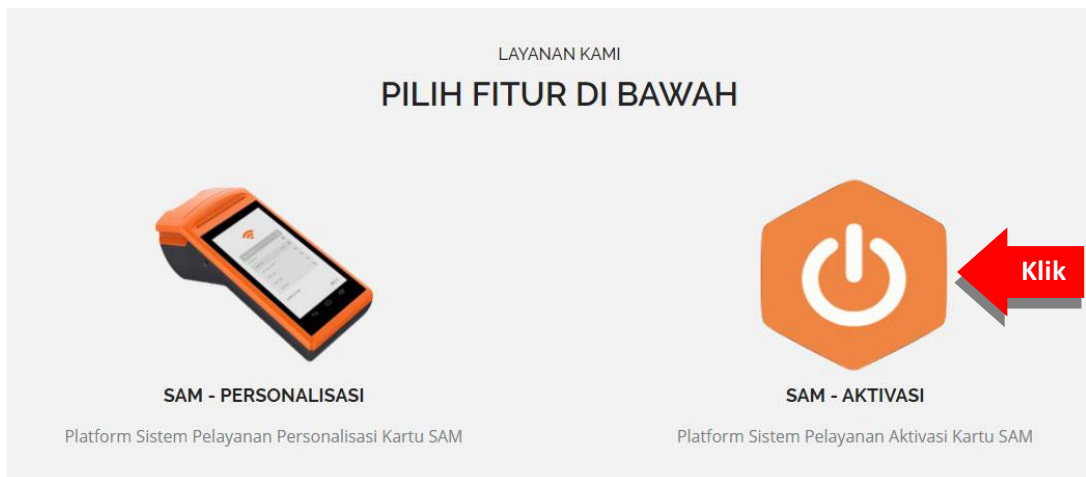 LAYANAN KAMI
PILIH FITUR DI BAWAH
Klik
SAM - PERSONALISASI
SAM - AKTIVASI
Platform Sistem Pelayanan Personalisasi Kartu SAM
Platform Sistem Pelayanan Aktivasi Kartu SAM